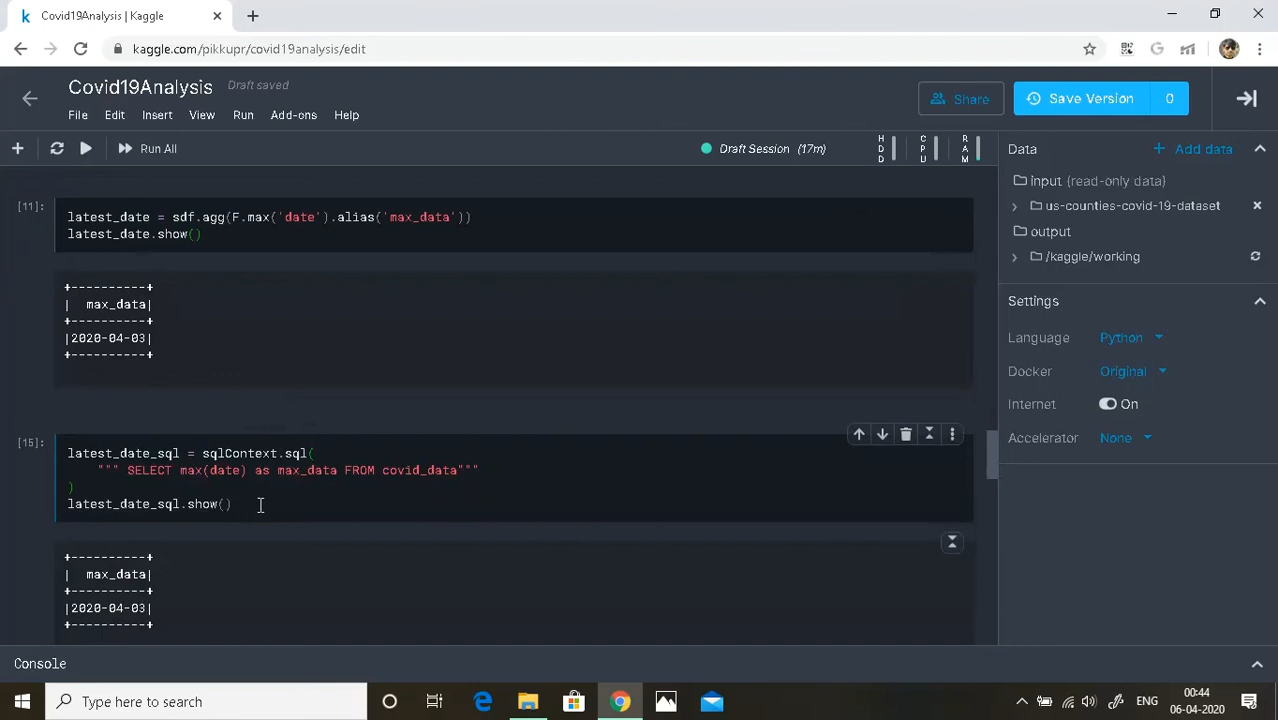 Covid19Analysis | Kaggle
kaggle.com/pikkupr/covid19analysis/edit
Covid19Analysis
Draft saved
Share
Save Version
0
File
Edit
Insert
View
Run
Add-ons
Help
Run All
Draft Session (17m)
HDD
CPU
RAM
Data
Add data
input (read-only data)
us-counties-covid-19-dataset
output
/kaggle/working
Settings
Language
Python
Docker
Original
Internet
On
Accelerator
None
[11]:
latest_date = sdf.agg(F.max('date').alias('max_data'))
latest_date.show()
+----------+
|  max_data|
+----------+
|2020-04-03|
+----------+
[15]:
latest_date_sql = sqlContext.sql(
""" SELECT max(date) as max_data FROM covid_data"""
)
latest_date_sql.show()
+----------+
|  max_data|
+----------+
|2020-04-03|
+----------+
Console
Type here to search
ENG
00:44
06-04-2020